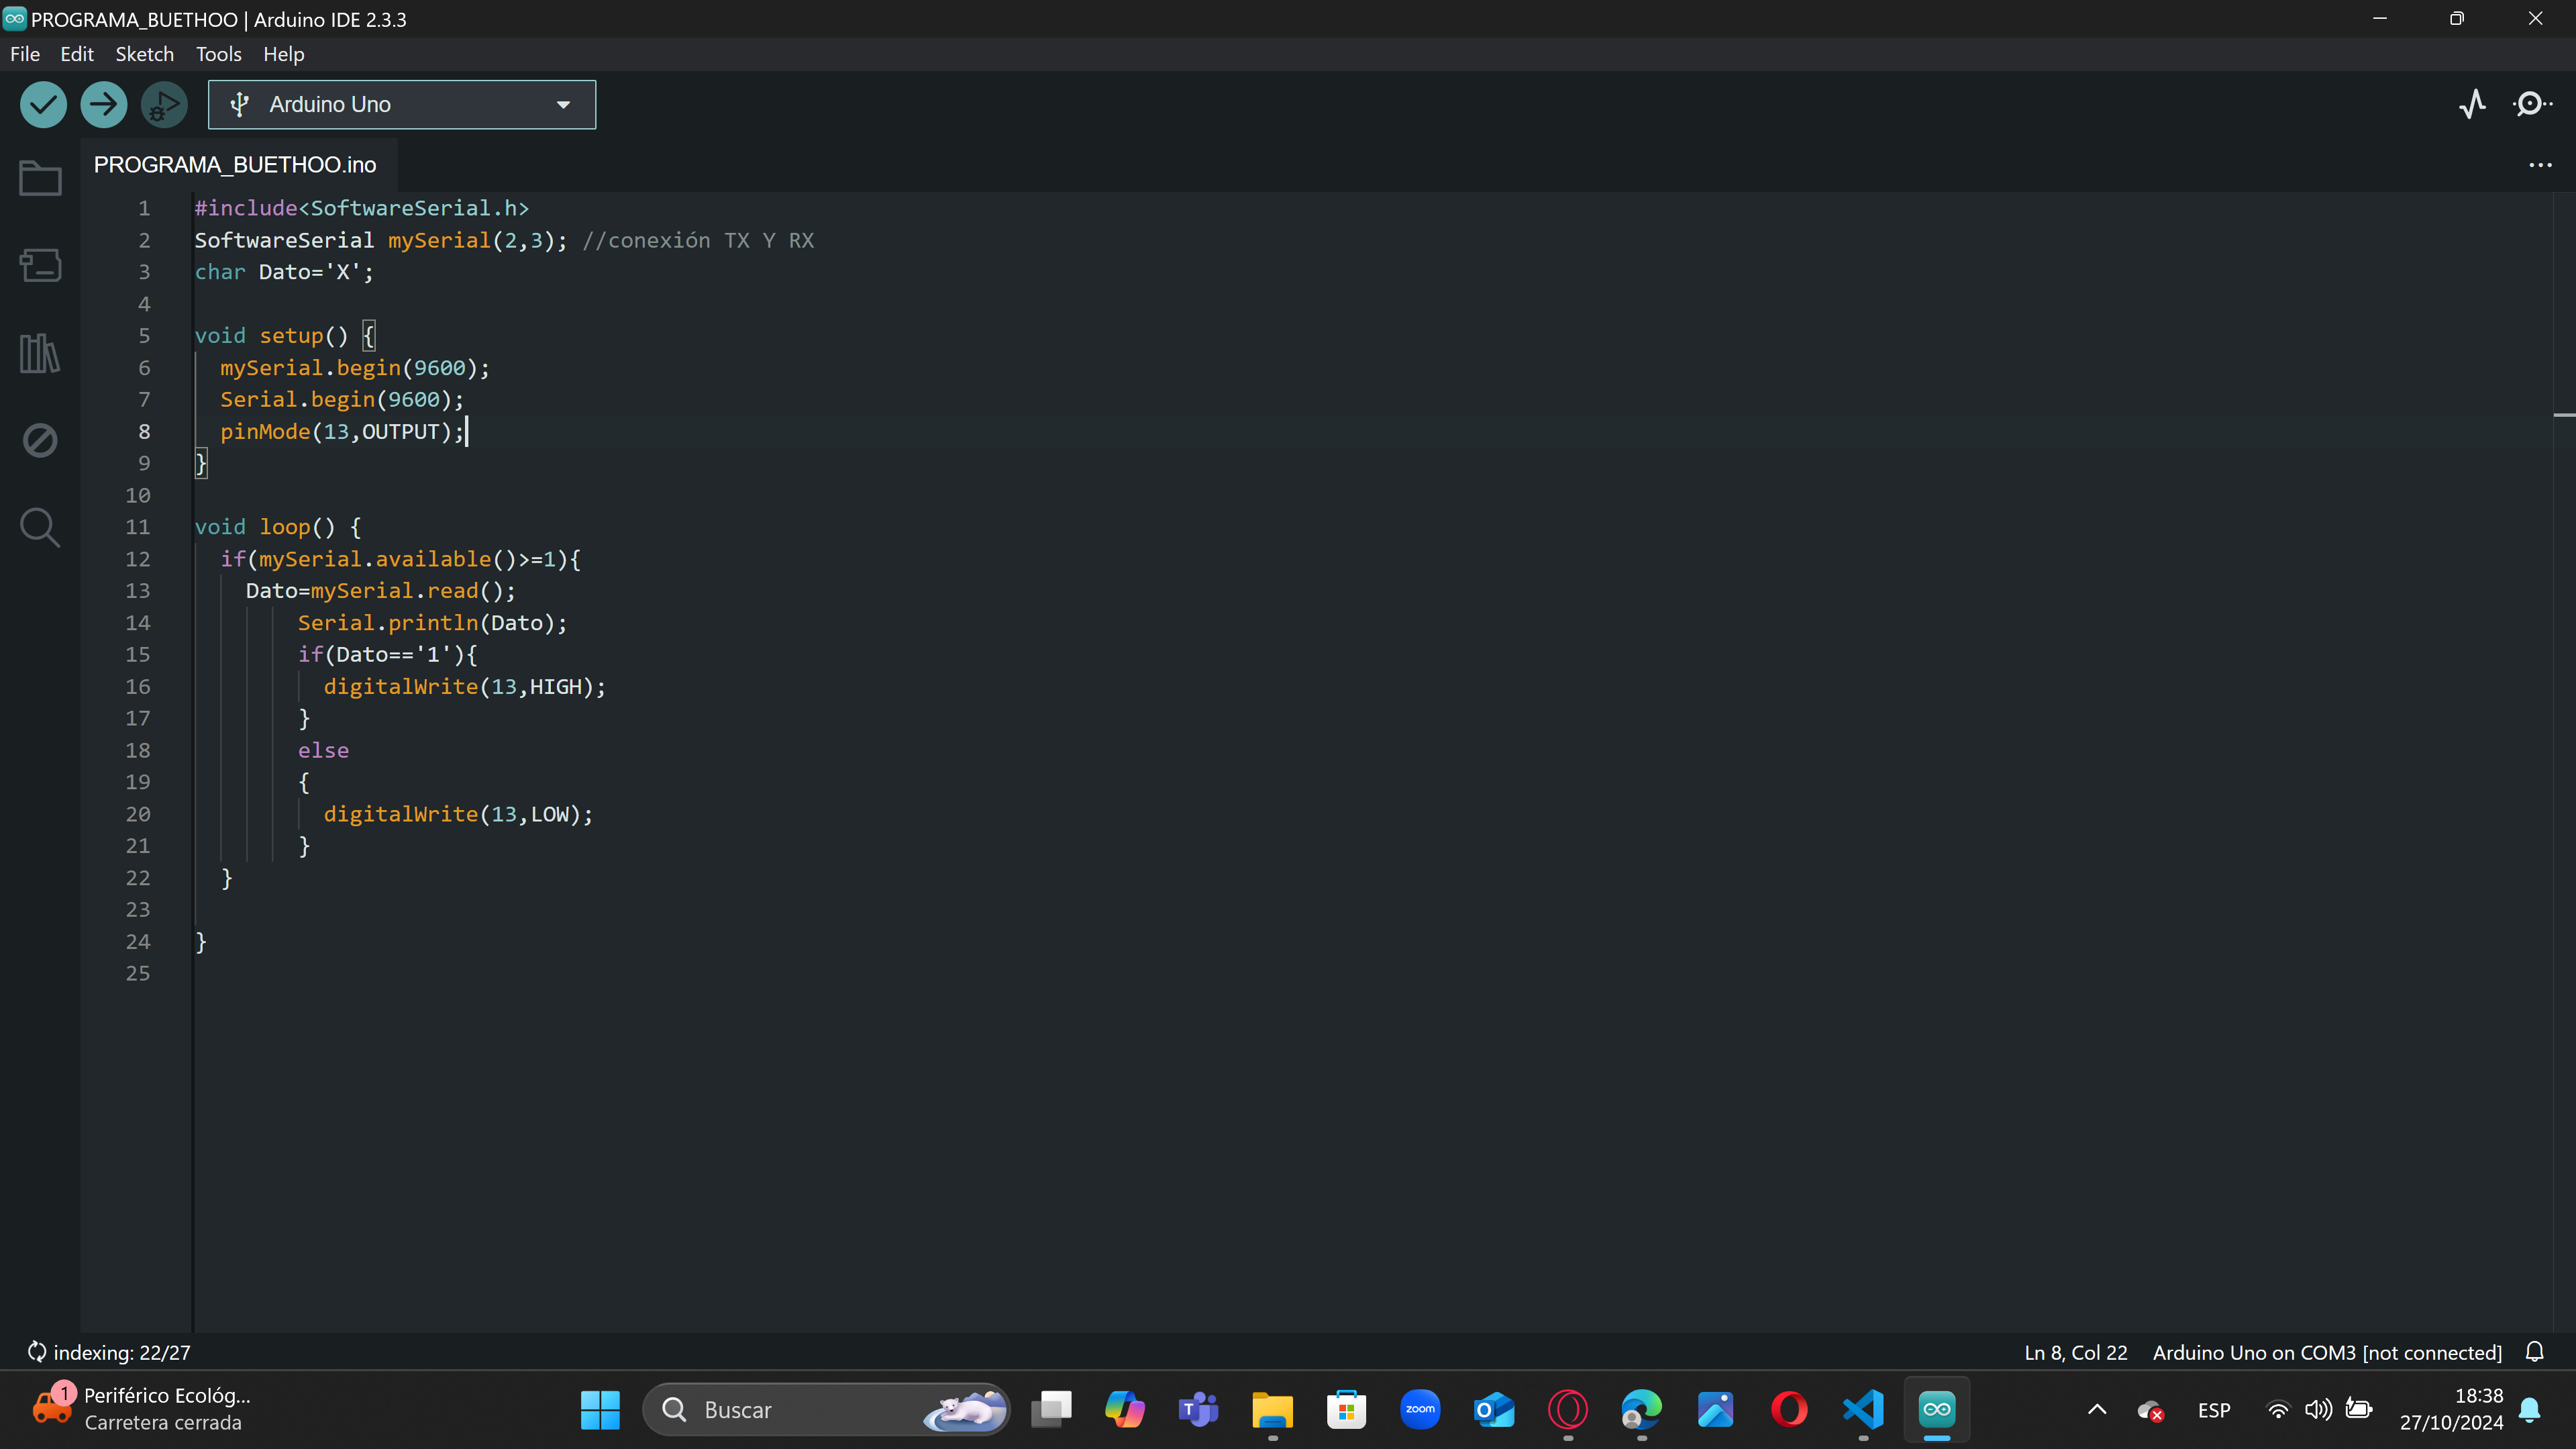 PROGRAMA_BUETHOO | Arduino IDE 2.3.3
File Edit Sketch Tools Help
Arduino Uno
PROGRAMA_BUETHOO.ino
1 #include<SoftwareSerial.h>
2 SoftwareSerial mySerial(2,3); //conexión TX Y RX
3 char Dato='X';
4
5 void setup() {
6 mySerial.begin(9600);
7 Serial.begin(9600);
8 pinMode(13,OUTPUT);
9 }
10
11 void loop() {
12 if(mySerial.available()>=1){
13 Dato=mySerial.read();
14 Serial.println(Dato);
15 if(Dato=='1'){
16 digitalWrite(13,HIGH);
17 }
18 else
19 {
20 digitalWrite(13,LOW);
21 }
22 }
23
24 }
25
indexing: 22/27 Ln 8, Col 22 Arduino Uno on COM3 [not connected]
1 Periférico Ecológ...
Carretera cerrada
Buscar
T
zoom
O
ESP
18:38
27/10/2024